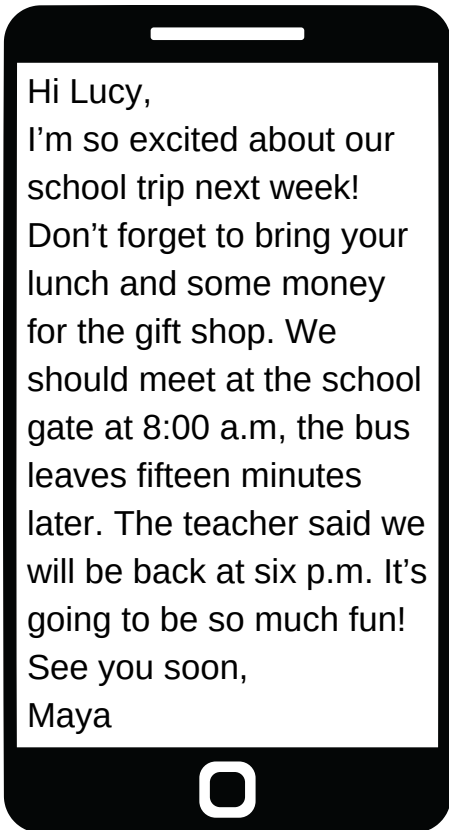 Hi Lucy,
I’m so excited about our
school trip next week!
Don’t forget to bring your
lunch and some money
for the gift shop. We
should meet at the school
gate at 8:00 a.m, the bus
leaves fifteen minutes
later. The teacher said we
will be back at six p.m. It’s
going to be so much fun!
See you soon,
Maya